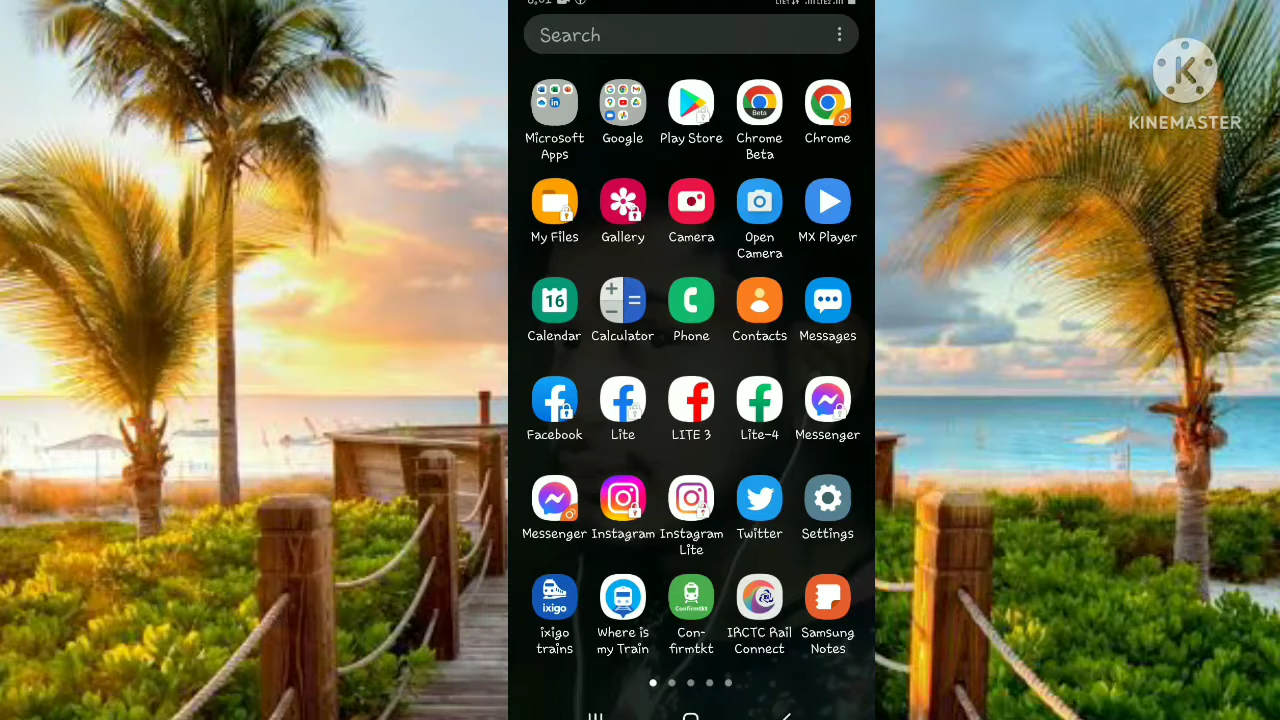 Search
KINEMASTER
Microsoft Apps
Google
Play Store
Beta
Chrome Beta
Chrome
My Files
Gallery
Camera
Open Camera
MX Player
16
Calendar
Calculator
Phone
Contacts
Messages
Facebook
Lite
LITE 3
Lite-4
Messenger
Messenger
Instagram
Instagram Lite
Twitter
Settings
ixigo
ixigo trains
Where is my Train
Confirmtkt
Con-
firmtkt
IRCTC Rail Connect
Samsung Notes